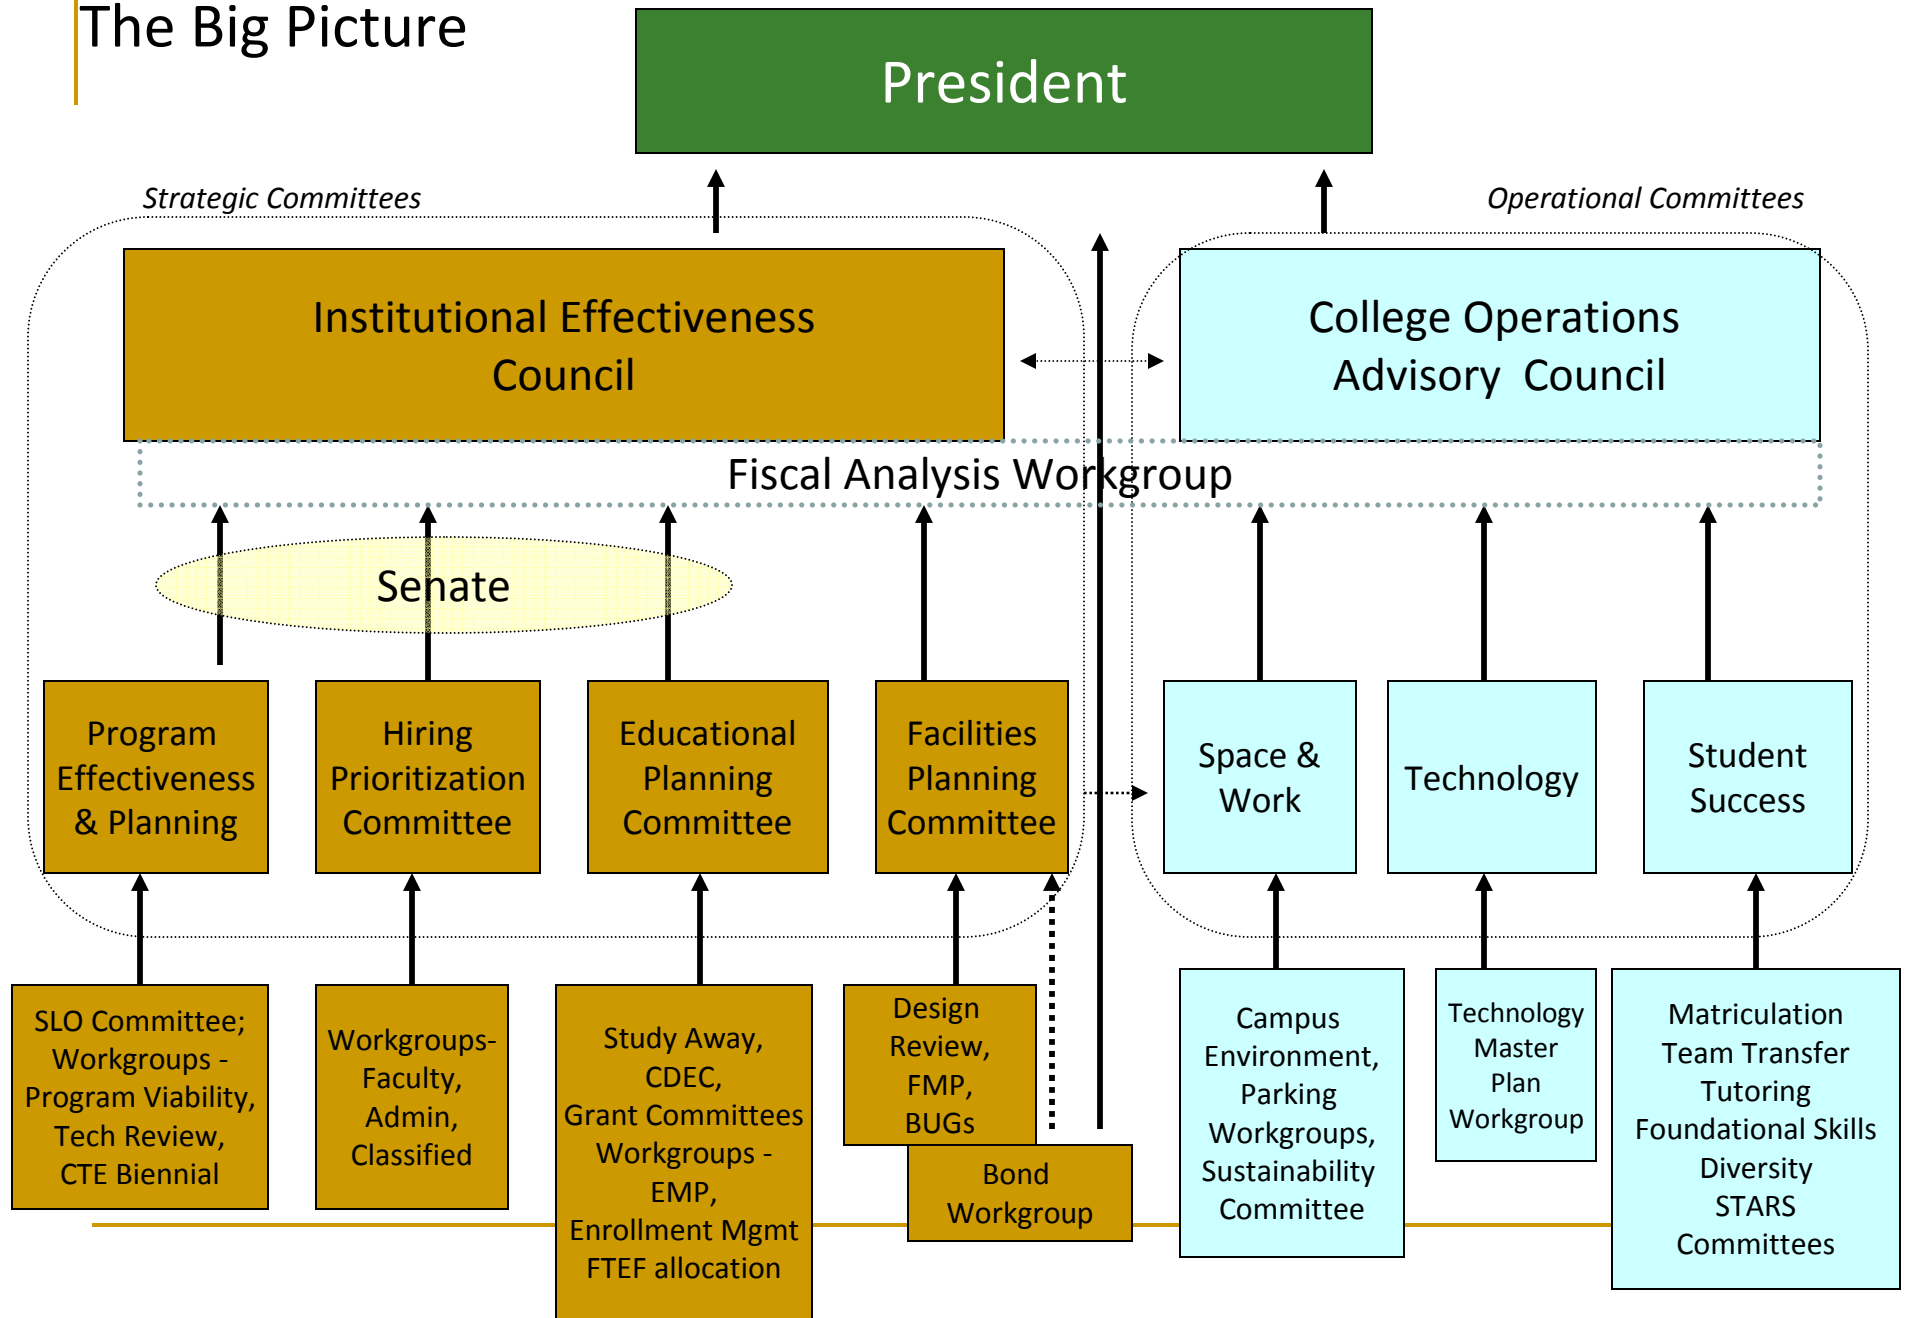 The Big Picture
President
Strategic Committees
Operational Committees
Institutional Effectiveness
Council
College Operations
Advisory Council
Fiscal Analysis Workgroup
Senate
Program
Effectiveness
& Planning
Hiring
Prioritization
Committee
Educational
Planning
Committee
Facilities
Planning
Committee
Space &
Work
Technology
Student
Success
SLO Committee;
Workgroups -
Program Viability,
Tech Review,
CTE Biennial
Workgroups-
Faculty,
Admin,
Classified
Study Away,
CDEC,
Grant Committees
Workgroups -
EMP,
Enrollment Mgmt
FTEF allocation
Design
Review,
FMP,
BUGs
Bond
Workgroup
Campus
Environment,
Parking
Workgroups,
Sustainability
Committee
Technology
Master
Plan
Workgroup
Matriculation
Team Transfer
Tutoring
Foundational Skills
Diversity
STARS
Committees